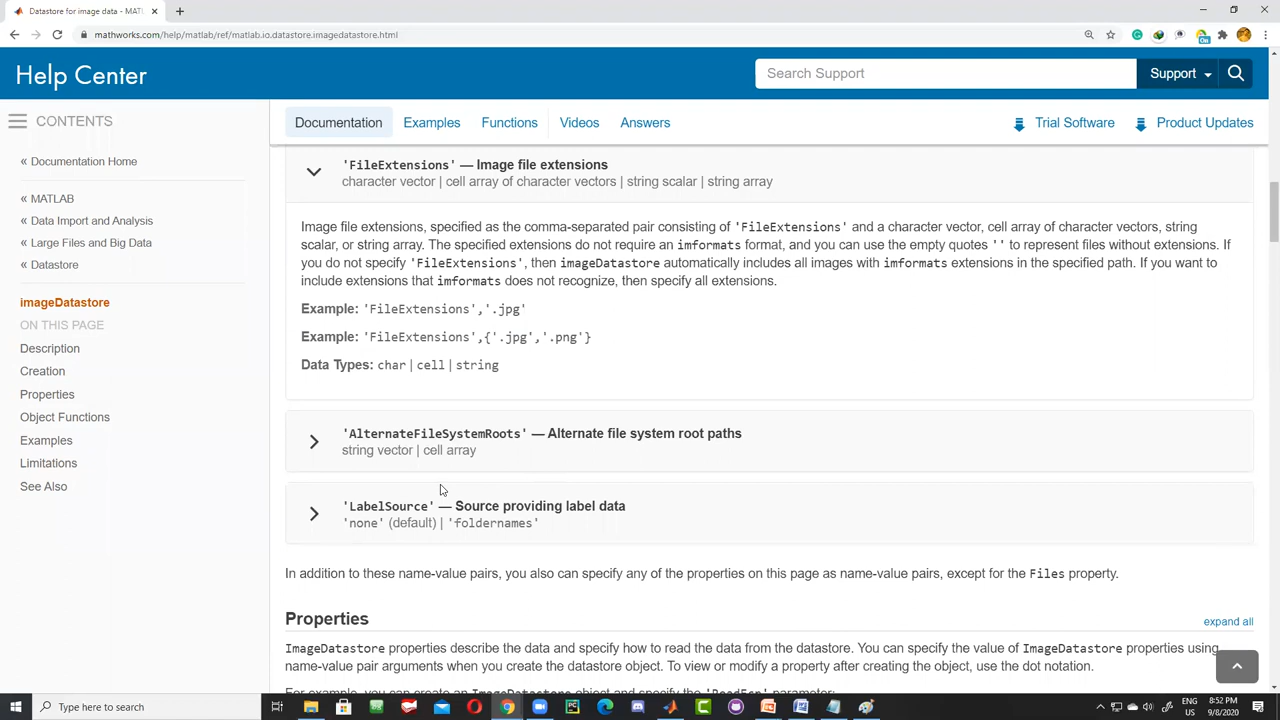 Datastore for image data - MATL
mathworks.com/help/matlab/ref/matlab.io.datastore.imagedatastore.html
Help Center
Search Support
Support
CONTENTS
Documentation
Examples
Functions
Videos
Answers
Trial Software
Product Updates
« Documentation Home
« MATLAB
« Data Import and Analysis
« Large Files and Big Data
« Datastore
imageDatastore
ON THIS PAGE
Description
Creation
Properties
Object Functions
Examples
Limitations
See Also
'FileExtensions' — Image file extensions
character vector | cell array of character vectors | string scalar | string array
Image file extensions, specified as the comma-separated pair consisting of 'FileExtensions' and a character vector, cell array of character vectors, string
scalar, or string array. The specified extensions do not require an imformats format, and you can use the empty quotes '' to represent files without extensions. If
you do not specify 'FileExtensions', then imageDatastore automatically includes all images with imformats extensions in the specified path. If you want to
include extensions that imformats does not recognize, then specify all extensions.
Example: 'FileExtensions','.jpg'
Example: 'FileExtensions',{'.jpg','.png'}
Data Types: char | cell | string
'AlternateFileSystemRoots' — Alternate file system root paths
string vector | cell array
'LabelSource' — Source providing label data
'none' (default) | 'foldernames'
In addition to these name-value pairs, you also can specify any of the properties on this page as name-value pairs, except for the Files property.
Properties
expand all
ImageDatastore properties describe the data and specify how to read the data from the datastore. You can specify the value of ImageDatastore properties using
name-value pair arguments when you create the datastore object. To view or modify a property after creating the object, use the dot notation.
For example, you can create an ImageDatastore object and specify the 'ReadFcn' parameter:
Type here to search
ENG
US
8:52 PM
9/8/2020